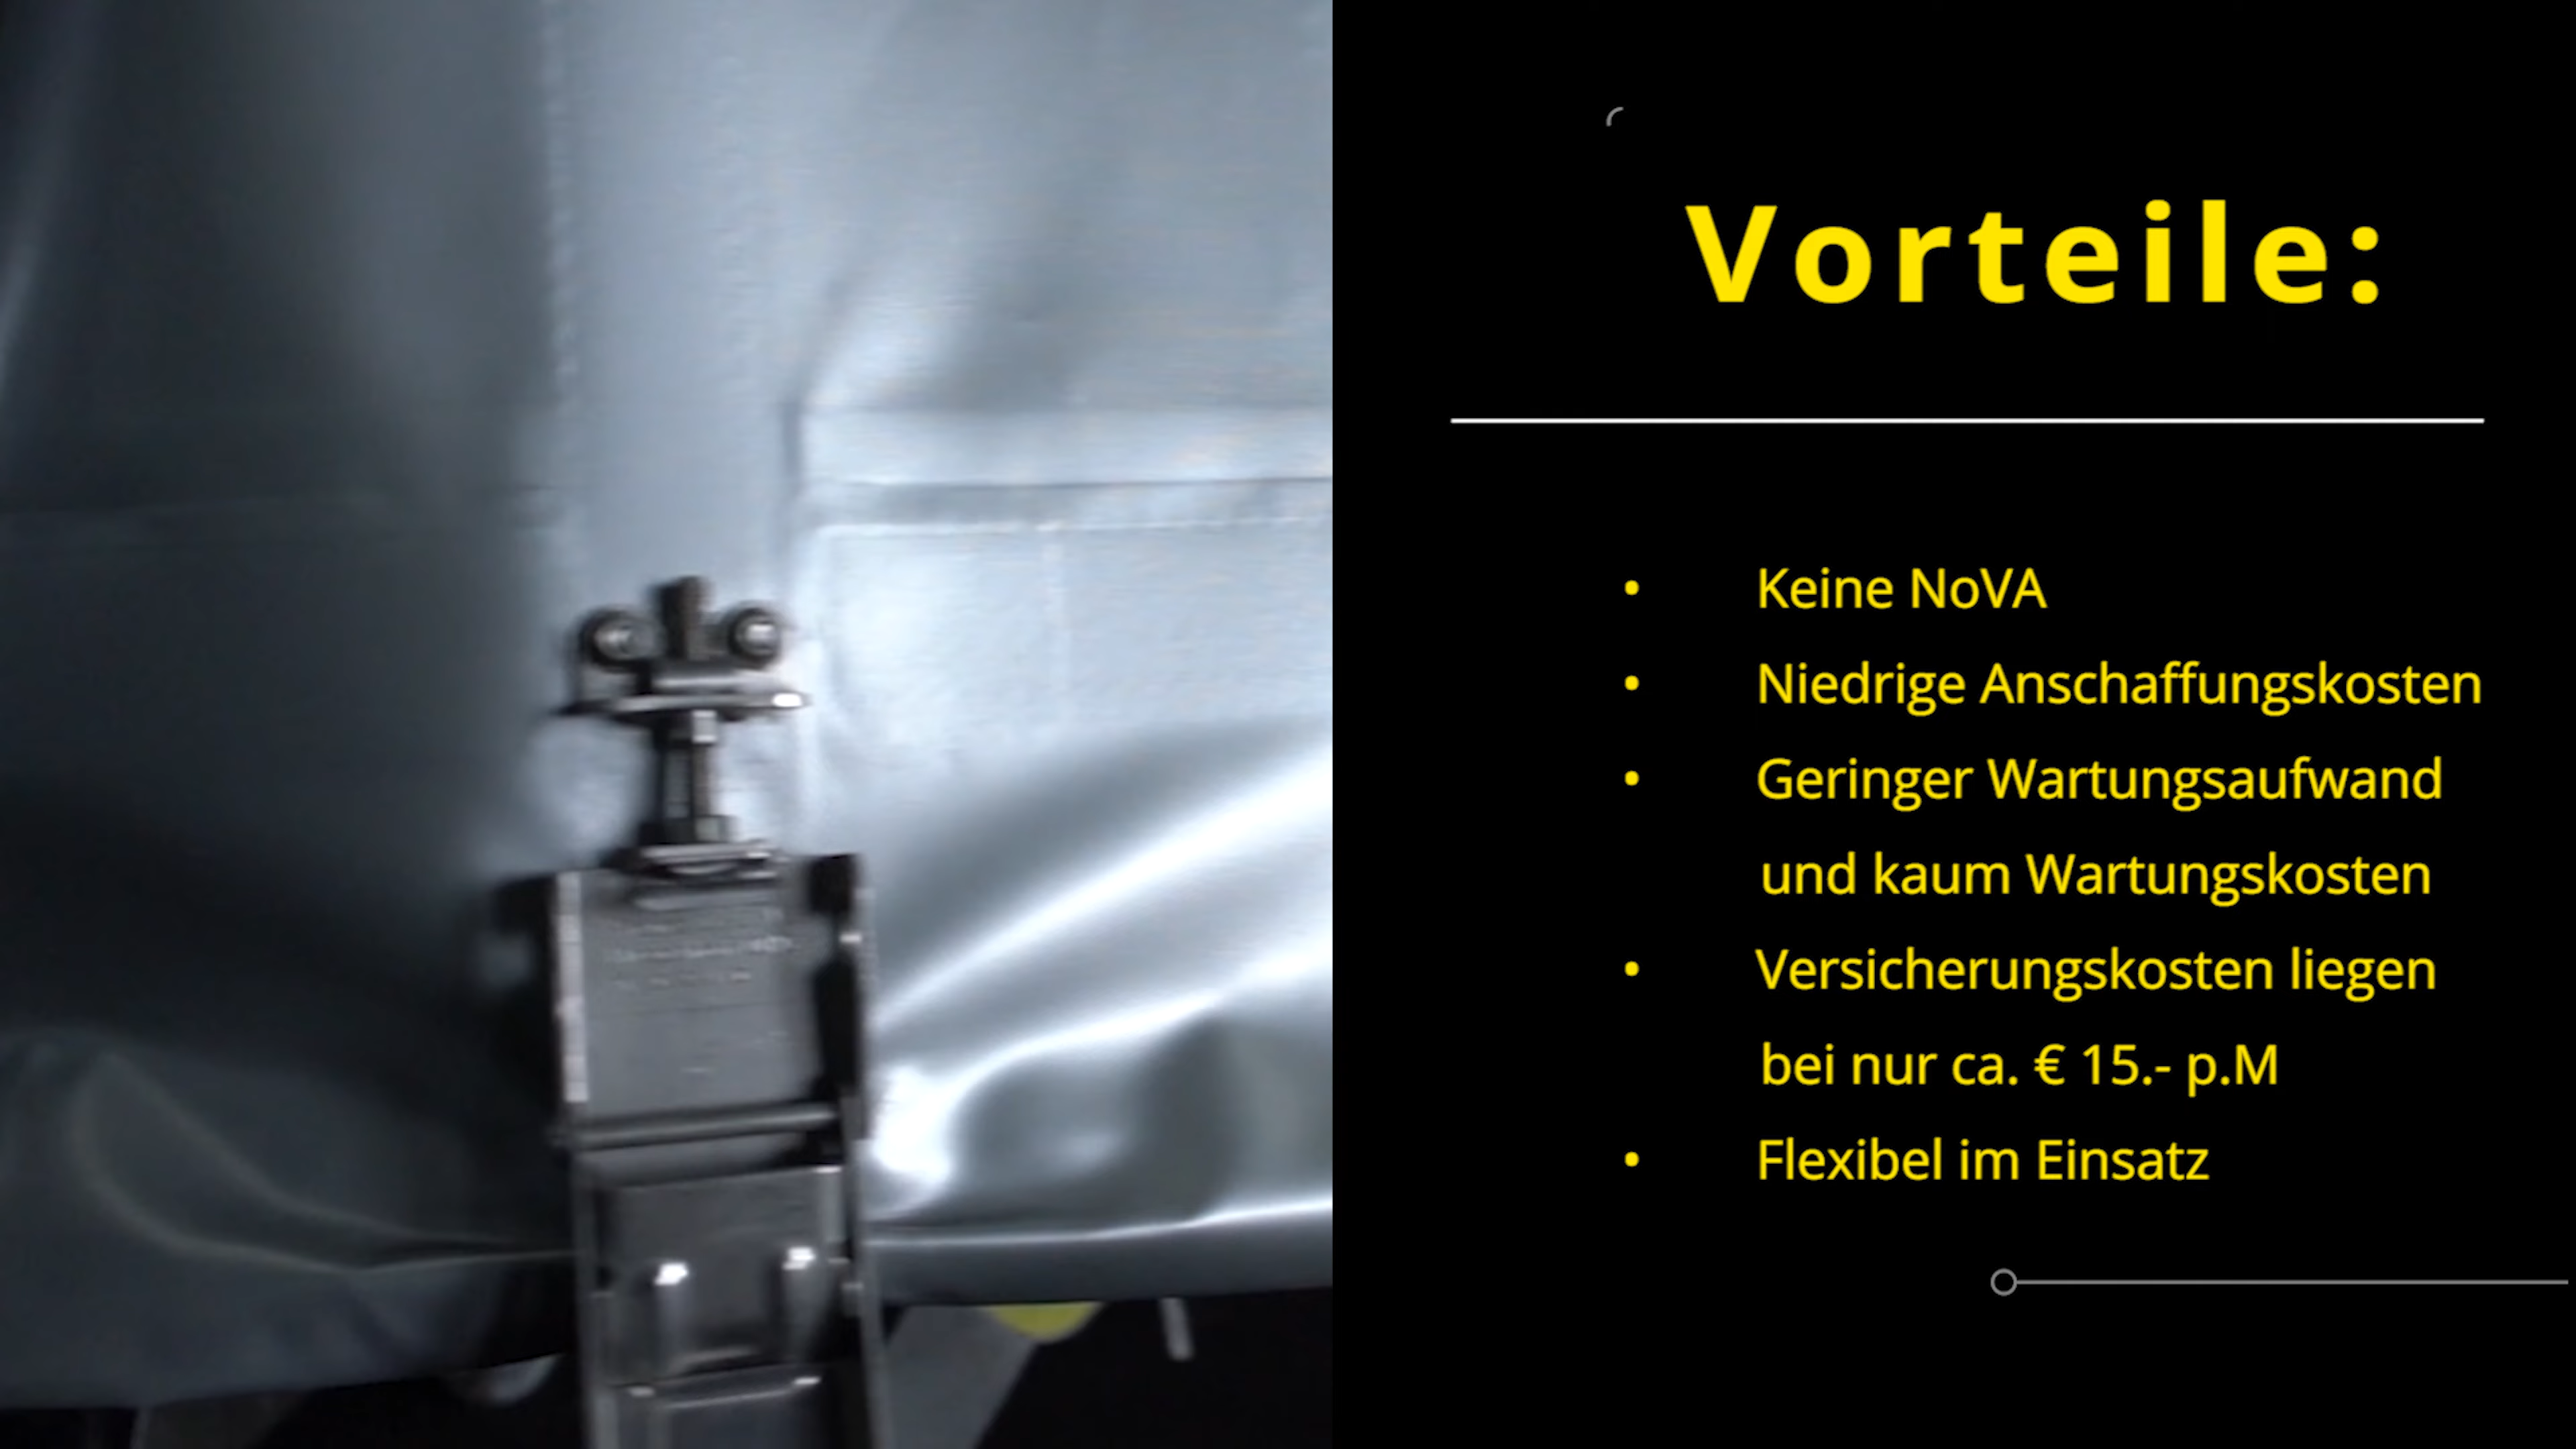 Vorteile:
• Keine NoVA
• Niedrige Anschaffungskosten
• Geringer Wartungsaufwand
und kaum Wartungskosten
• Versicherungskosten liegen
bei nur ca. € 15.- p.M
• Flexibel im Einsatz